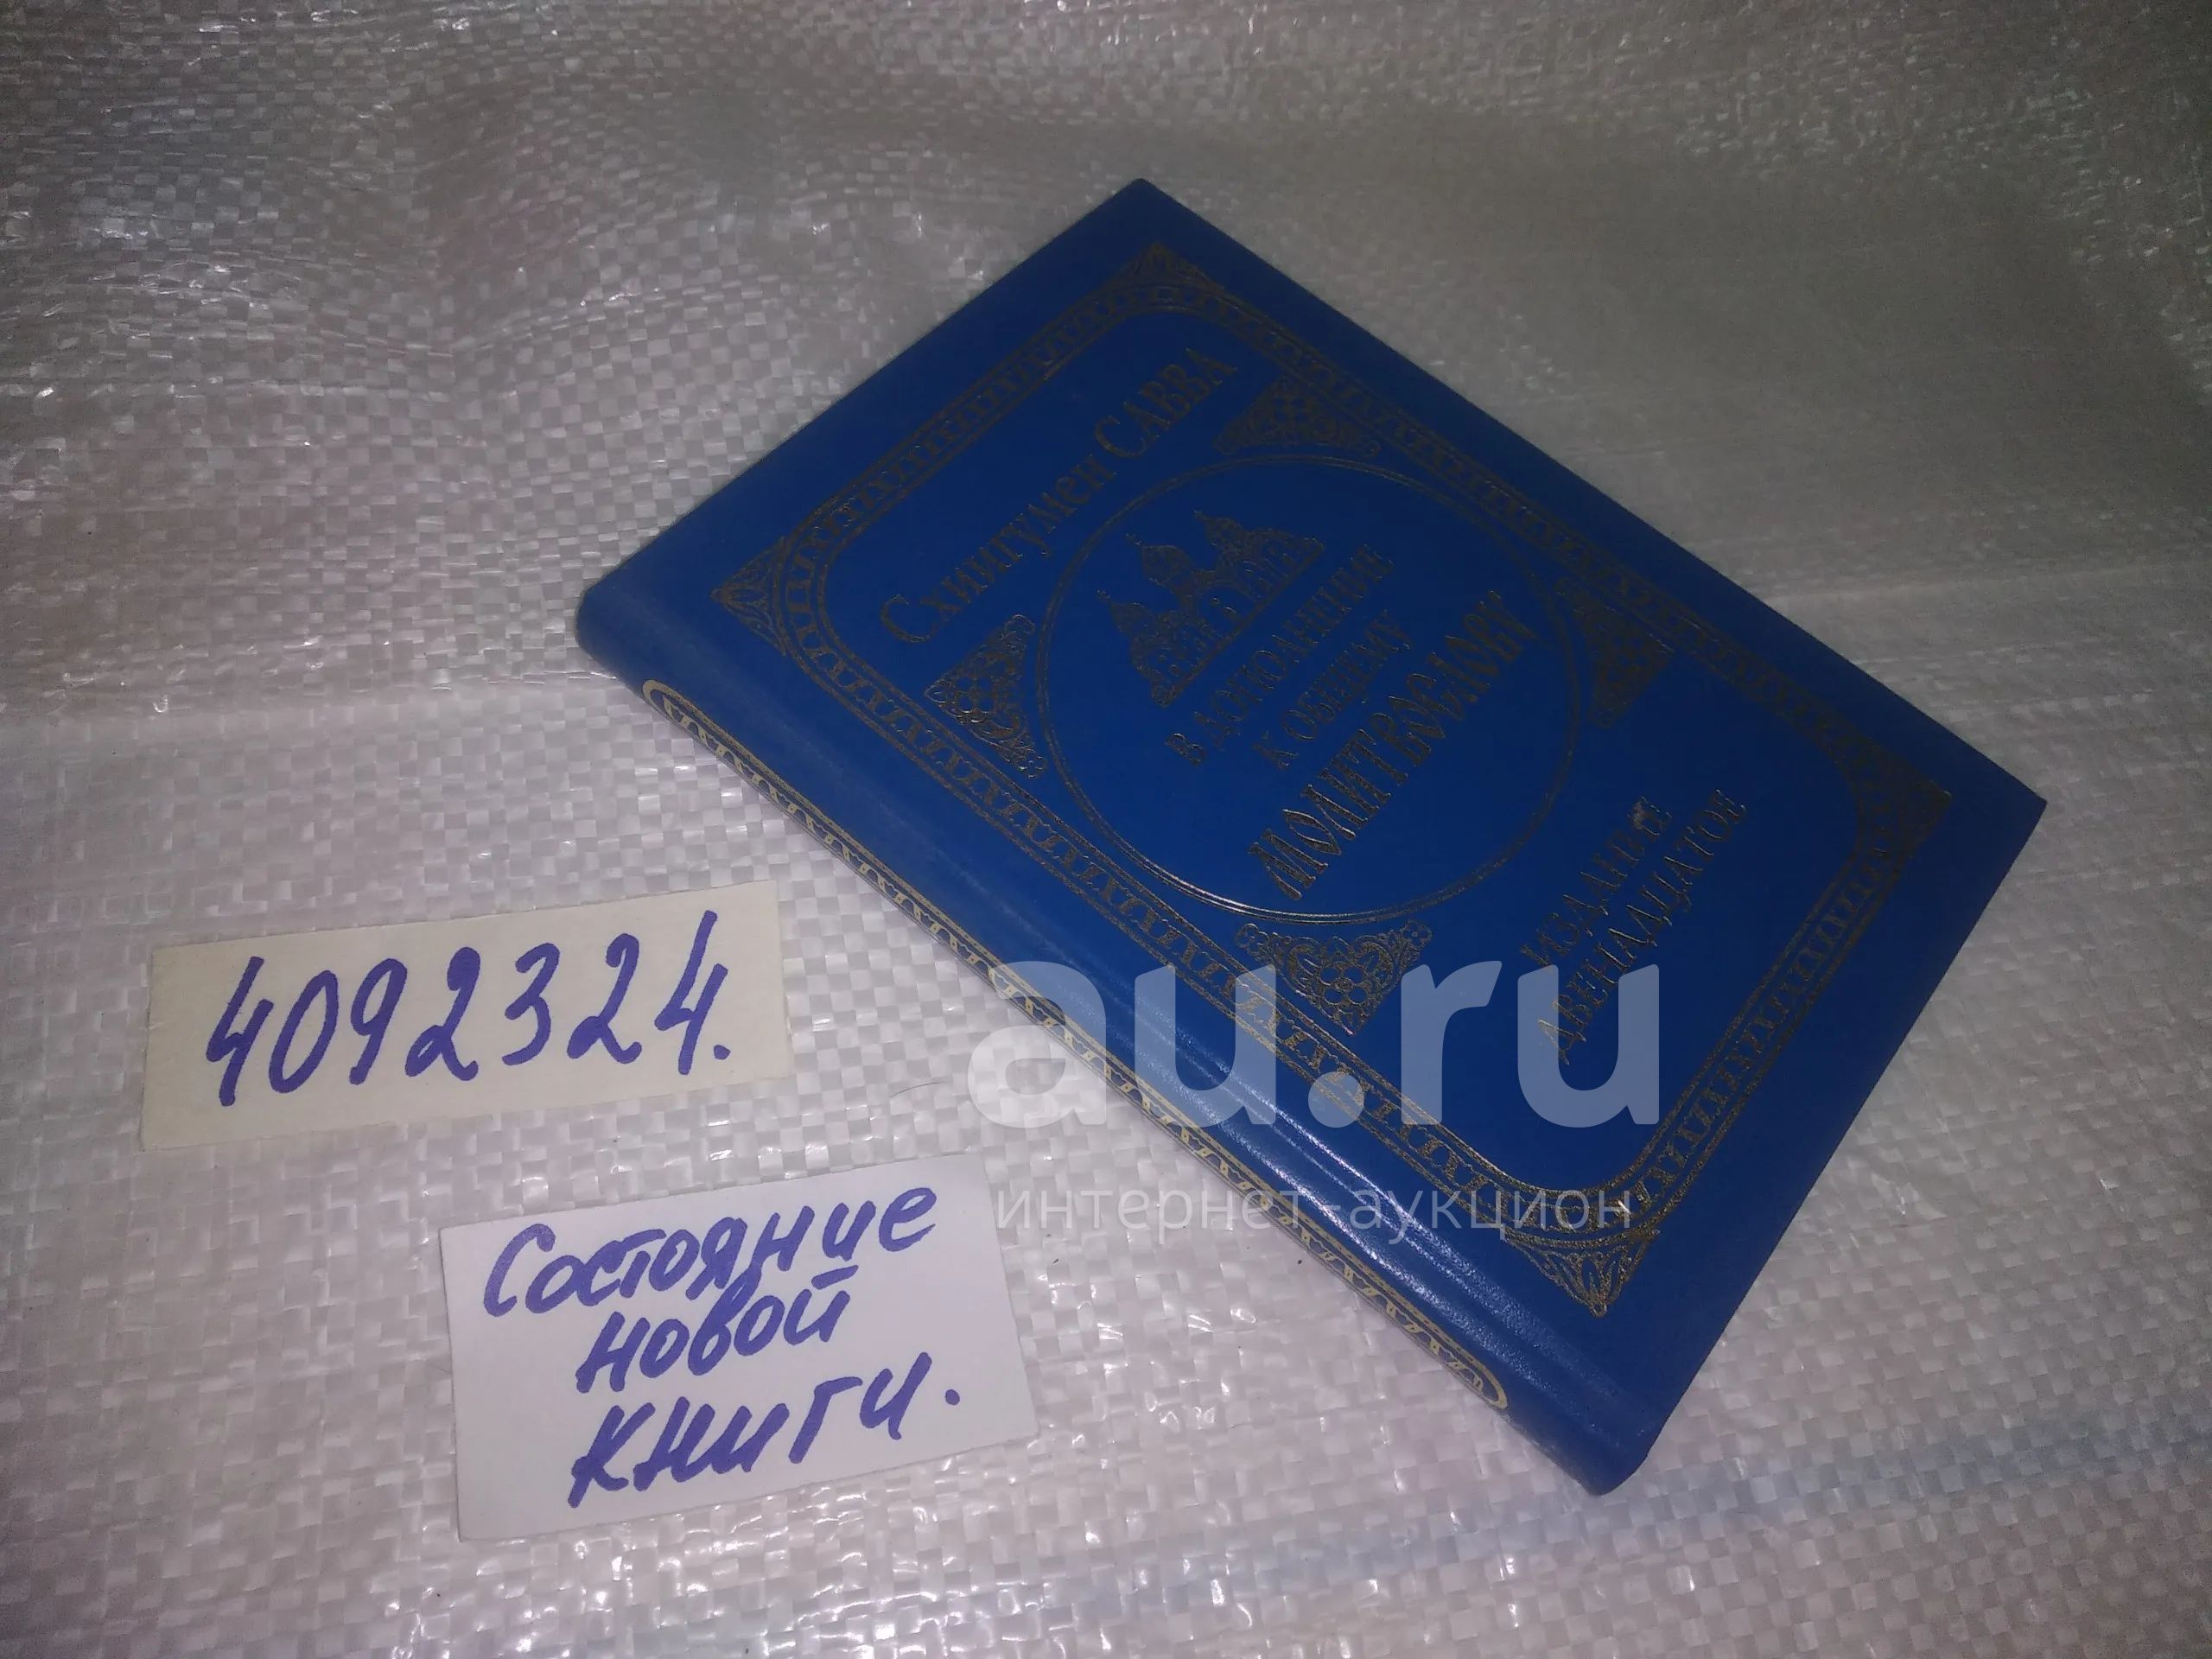 Схиигумен САВВА
В ДОПОЛНЕНИЕ
К ОБЩЕМУ
МОЛИТВОСЛОВУ
ИЗДАНИЕ
ДВЕНАДЦАТОЕ
4092324.
Состояние
новой
книги.
au.ru
интернет-аукцион